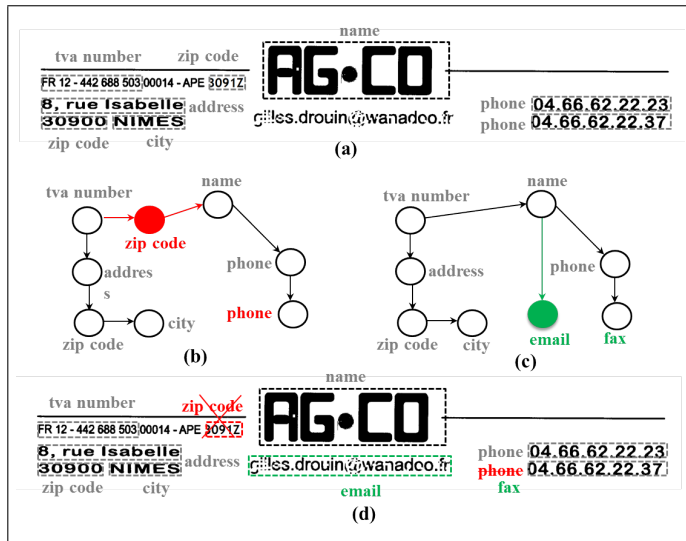 name
tva number zip code
AG•CO
FR 12 - 442 688 503 00014 - APE 3091Z
8, rue Isabelle address
30900 NIMES
phone 04.66.62.22.23
phone 04.66.62.22.37
gilles.drouin@wanadoo.fr
zip code city
(a)
tva number
name
zip code
addres
s
phone
zip code
city
phone
(b)
tva number
name
address
phone
zip code
city
email
fax
(c)
name
tva number zip code
AG•CO
FR 12 - 442 688 503 00014 - APE 3091Z
8, rue Isabelle
30900 NIMES address
gilles.drouin@wanadoo.fr
phone 04.66.62.22.23
phone 04.66.62.22.37
zip code city
email
fax
(d)